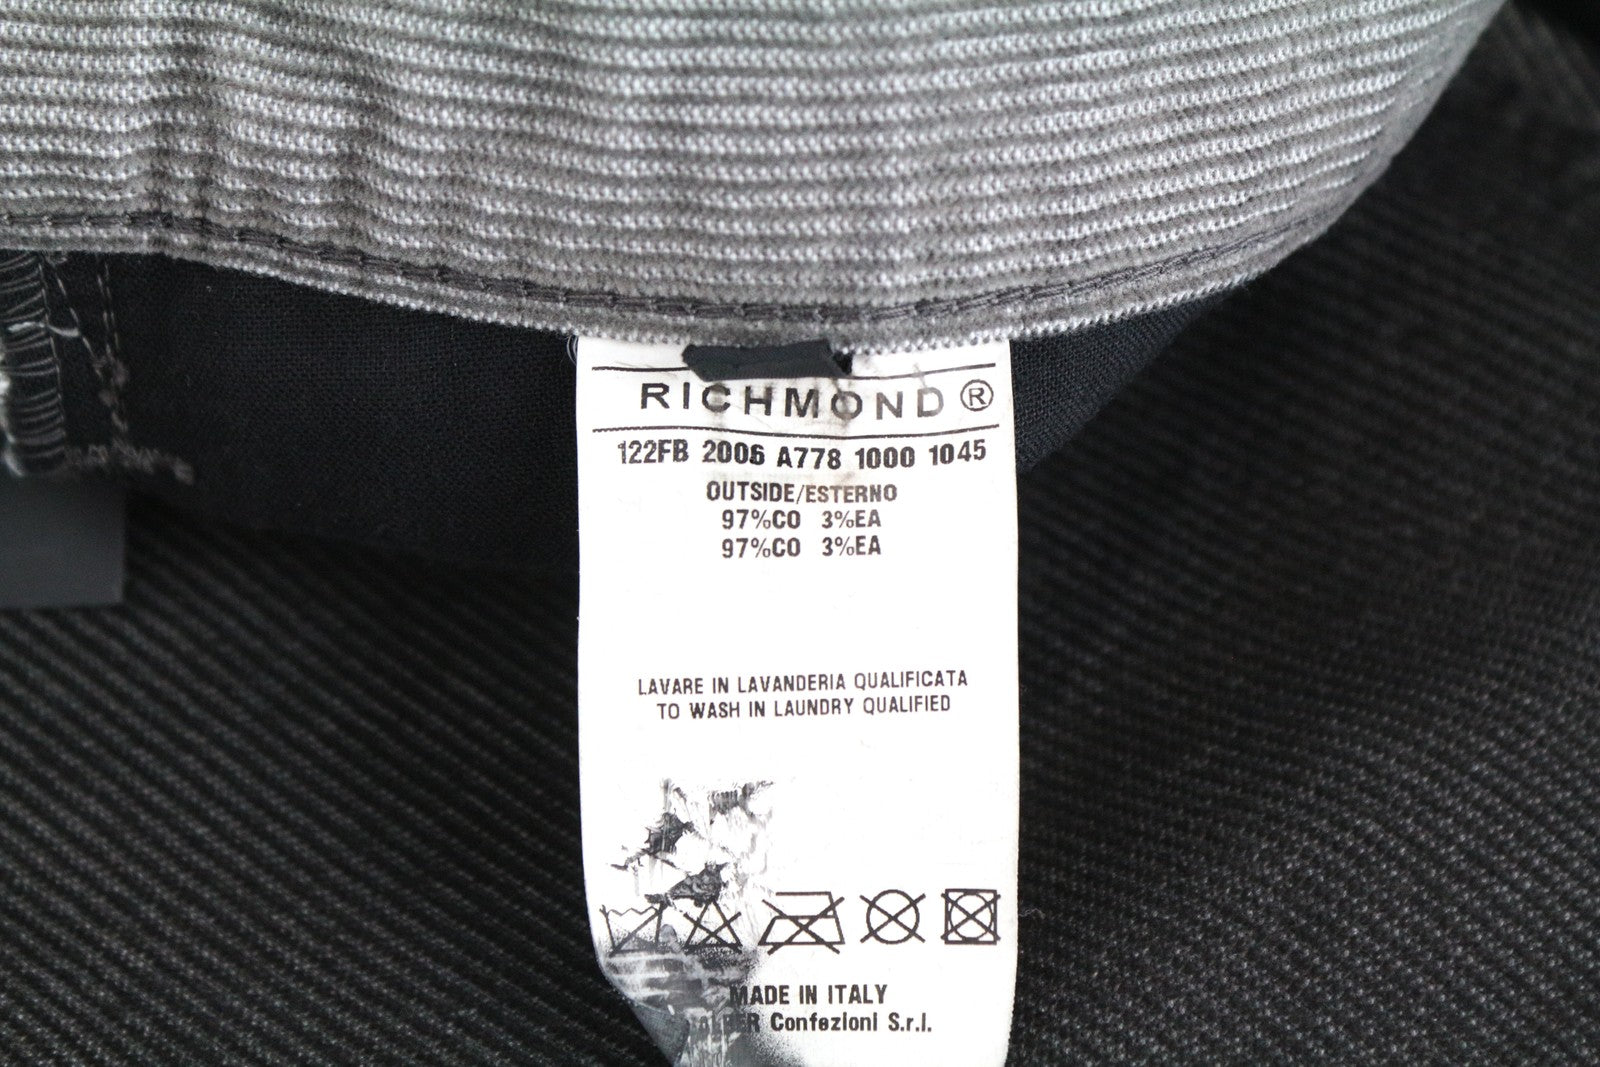 RICHMOND®
122FB 2006 A778 1000 1045
OUTSIDE/ESTERNO
97%CO 3%EA
97%CO 3%EA
LAVARE IN LAVANDERIA QUALIFICATA
TO WASH IN LAUNDRY QUALIFIED
MADE IN ITALY
Confezioni S.r.l.